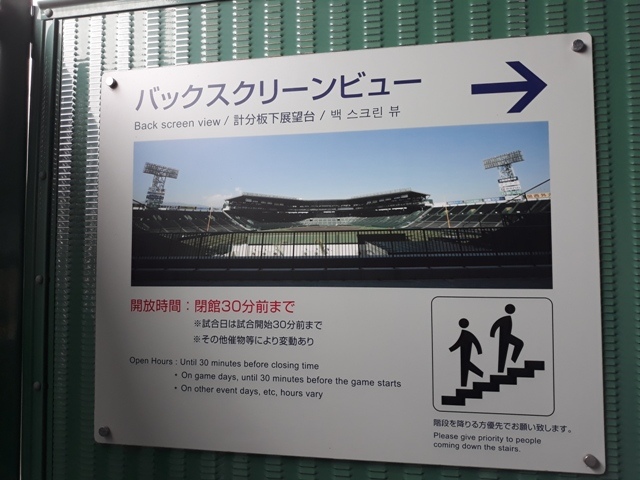 バックスクリーンビュー
Back screen view / 計分板下展望台 / 백 스크린 뷰
開放時間：閉館30分前まで
※試合日は試合開始30分前まで
※その他催物等により変動あり
Open Hours : Until 30 minutes before closing time
• On game days, until 30 minutes before the game starts
• On other event days, etc, hours vary
階段を降りる方優先でお願い致します。
Please give priority to people
coming down the stairs.